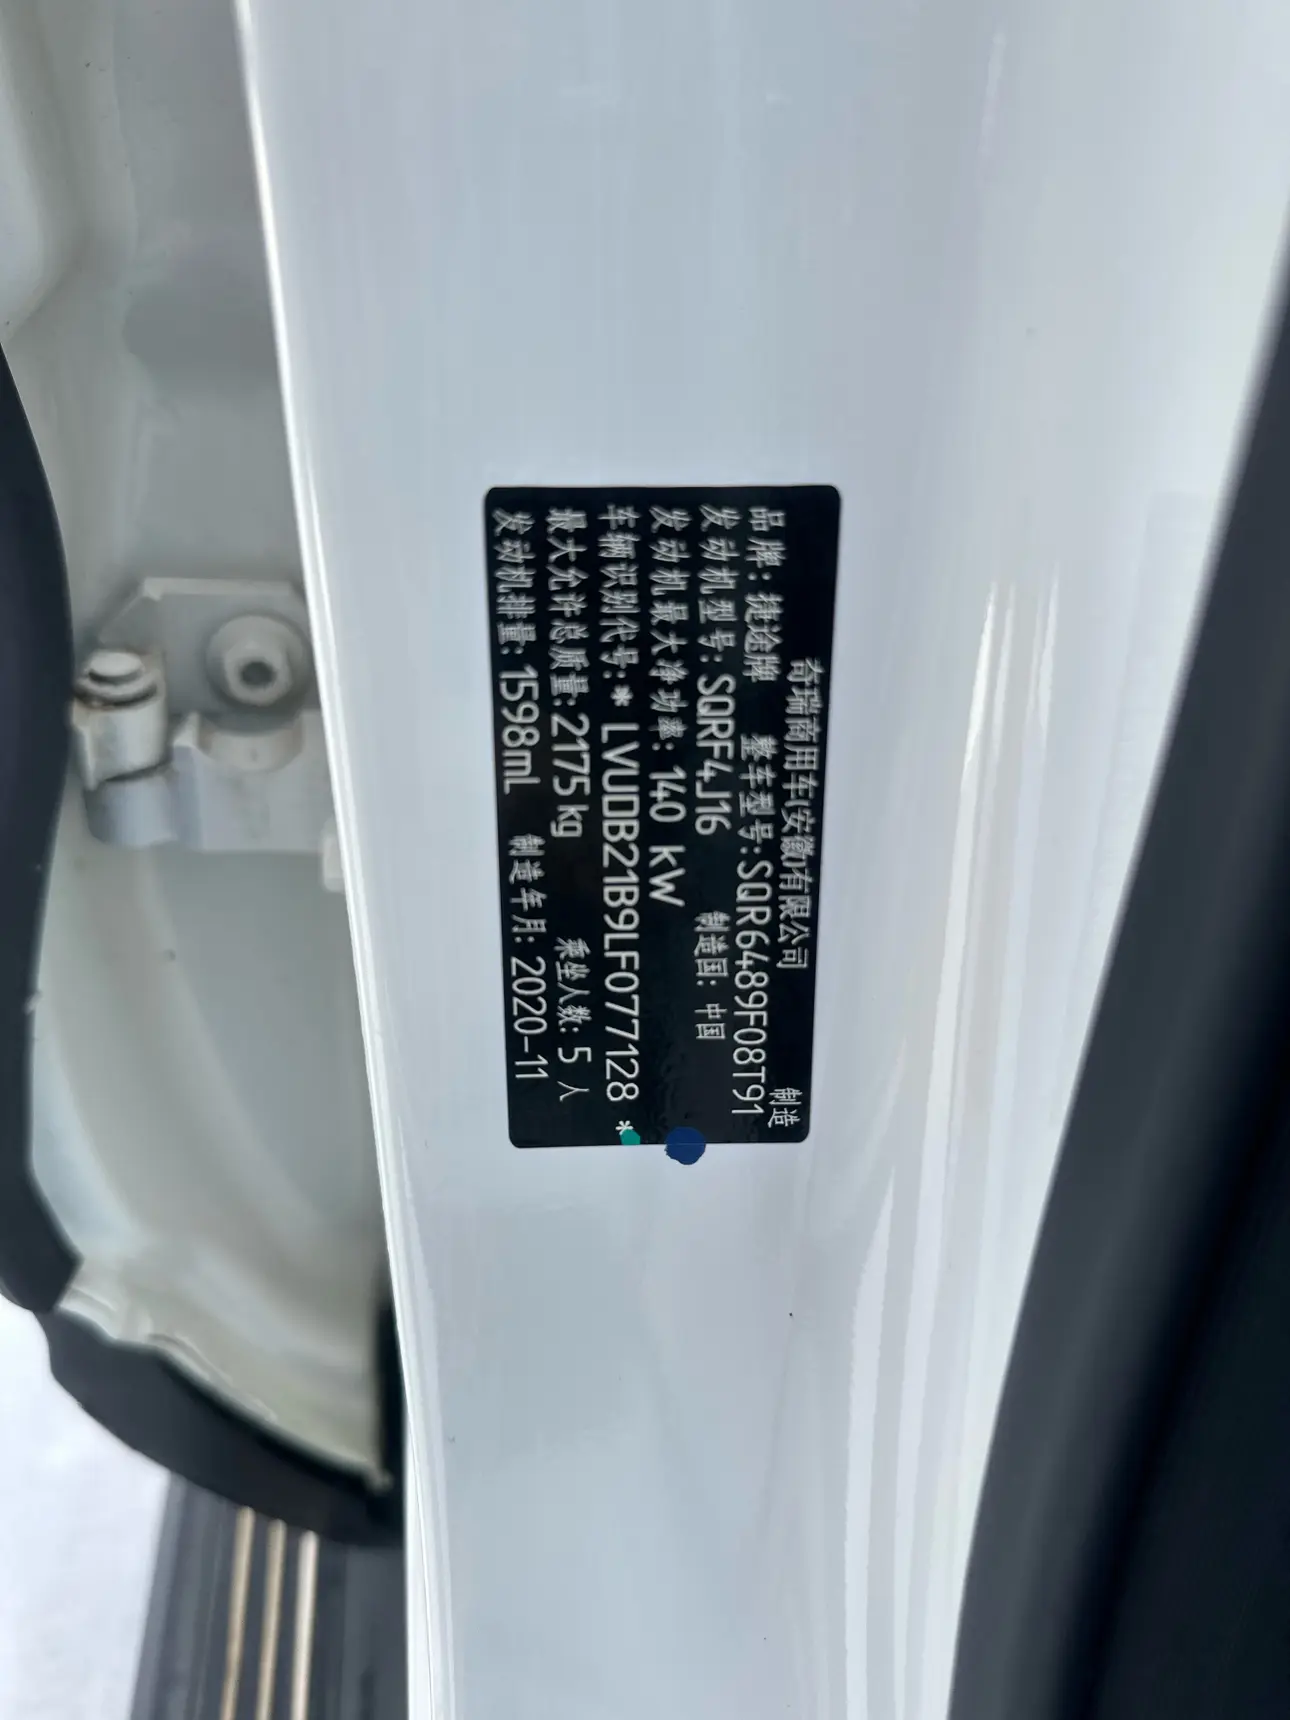 奇瑞商用车(安徽)有限公司 制造
品牌:捷途牌 整车型号:SQR6489F08T91
发动机型号:SQRF4J16 制造国:中国
发动机最大净功率:140 kW
车辆识别代号:* LVUDB21B9LF077128 *
最大允许总质量:2175kg 乘坐人数:5 人
发动机排量:1598mL 制造年月:2020-11